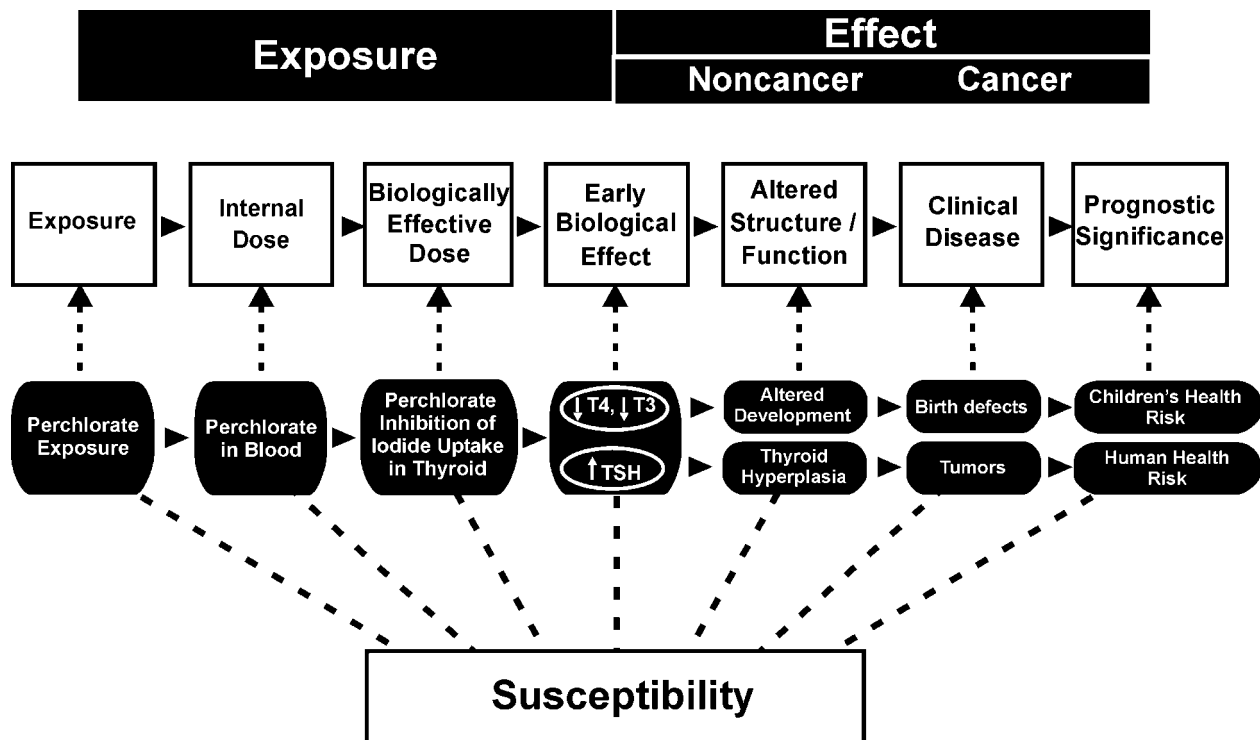 Exposure
Effect
Noncancer Cancer
Exposure
Internal
Dose
Biologically
Effective
Dose
Early
Biological
Effect
Altered
Structure /
Function
Clinical
Disease
Prognostic
Significance
Perchlorate
Exposure
Perchlorate
in Blood
Perchlorate
Inhibition of
Iodide Uptake
in Thyroid
↓ T4, ↓ T3
↑ TSH
Altered
Development
Birth defects
Children's Health
Risk
Thyroid
Hyperplasia
Tumors
Human Health
Risk
Susceptibility